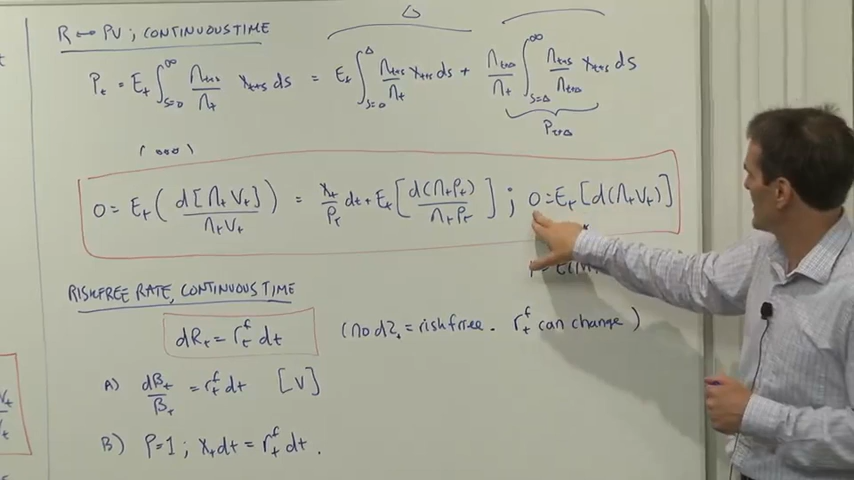 R ↔ PV ; CONTINUOUS TIME
Δ
P_t = E_t ∫_{s=0}^{∞} Λ_{t+s}/Λ_t x_{t+s} ds = E_t ∫_{s=0}^{Δ} Λ_{t+s}/Λ_t x_{t+s} ds + Λ_{t+Δ}/Λ_t ∫_{s=Δ}^{∞} Λ_{t+s}/Λ_{t+Δ} x_{t+s} ds
P_{t+Δ}
(...)
0 = E_t ( d[Λ_t V_t] / Λ_t V_t ) = x_t/P_t dt + E_t [ d(Λ_t P_t) / Λ_t P_t ] ; 0 = E_t [ d(Λ_t V_t) ]
RISKFREE RATE, CONTINUOUS TIME
dR_t = r_t^f dt (no dZ_t = riskfree. r_t^f can change)
A) dB_t/B_t = r_t^f dt [V]
B) P=1 ; x_t dt = r_t^f dt .